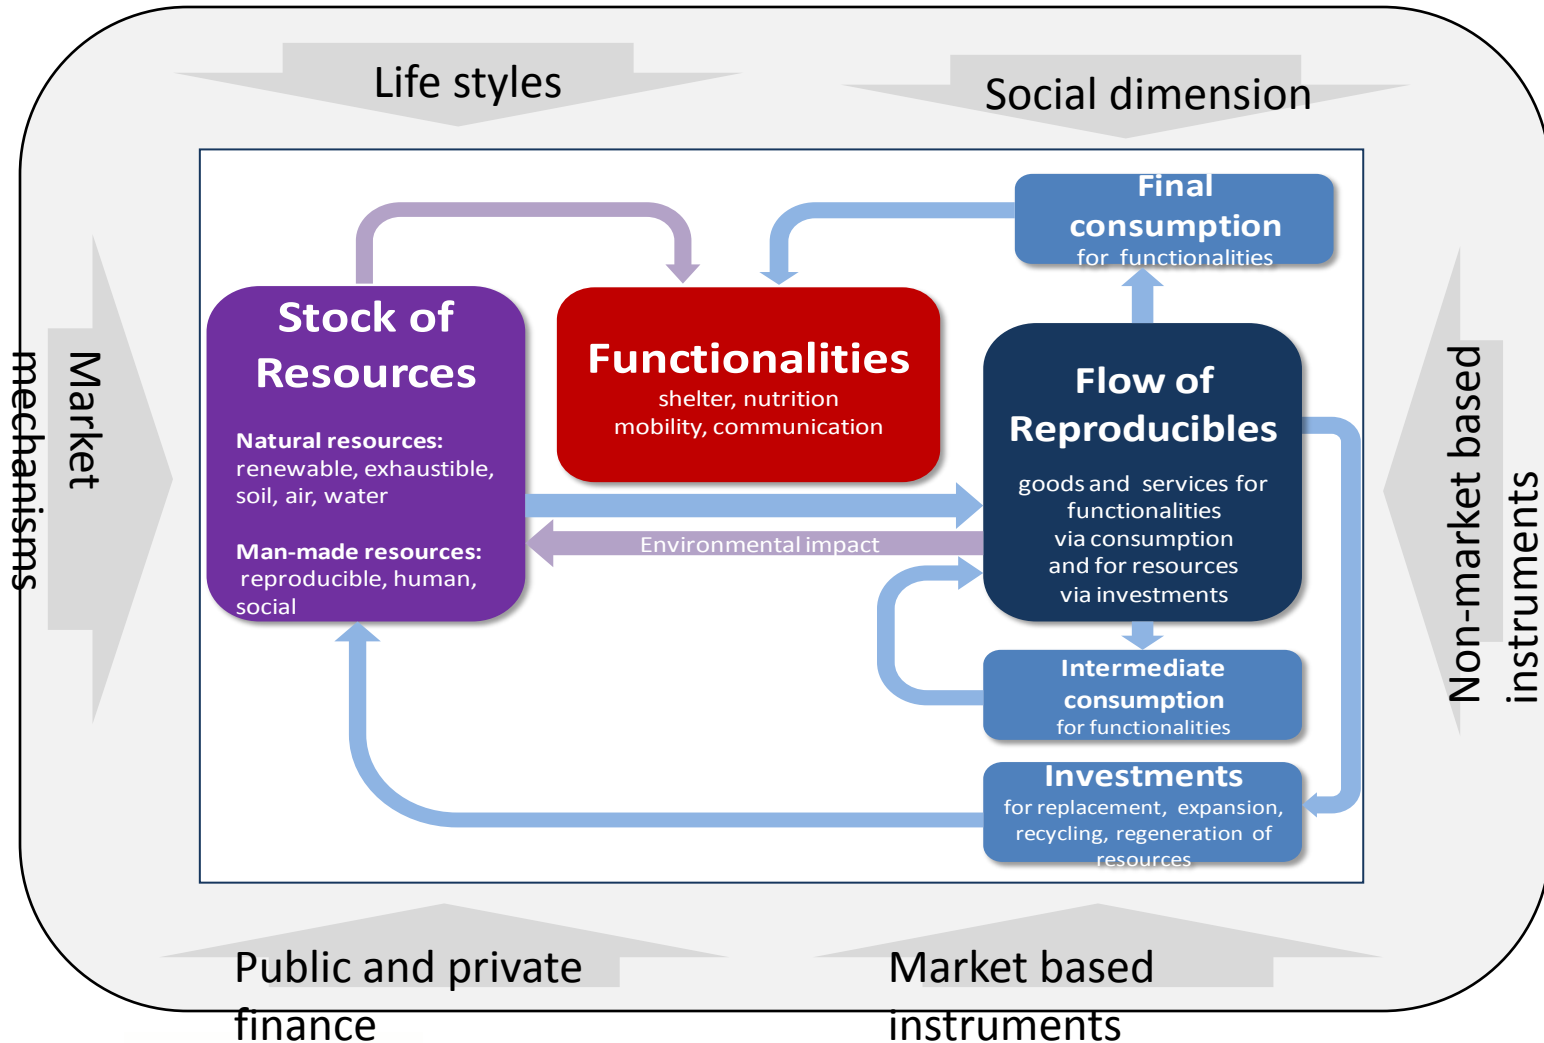 Life styles
Social dimension
Final
consumption
for functionalities
Stock of
Resources
Natural resources:
renewable, exhaustible,
soil, air, water
Man-made resources:
reproducible, human,
social
Functionalities
shelter, nutrition
mobility, communication
Flow of
Reproducibles
goods and services for
functionalities
via consumption
and for resources
via investments
Environmental impact
Intermediate
consumption
for functionalities
Investments
for replacement, expansion,
recycling, regeneration of
resources
Market
mechanisms
Non-market based
instruments
Public and private
finance
Market based
instruments